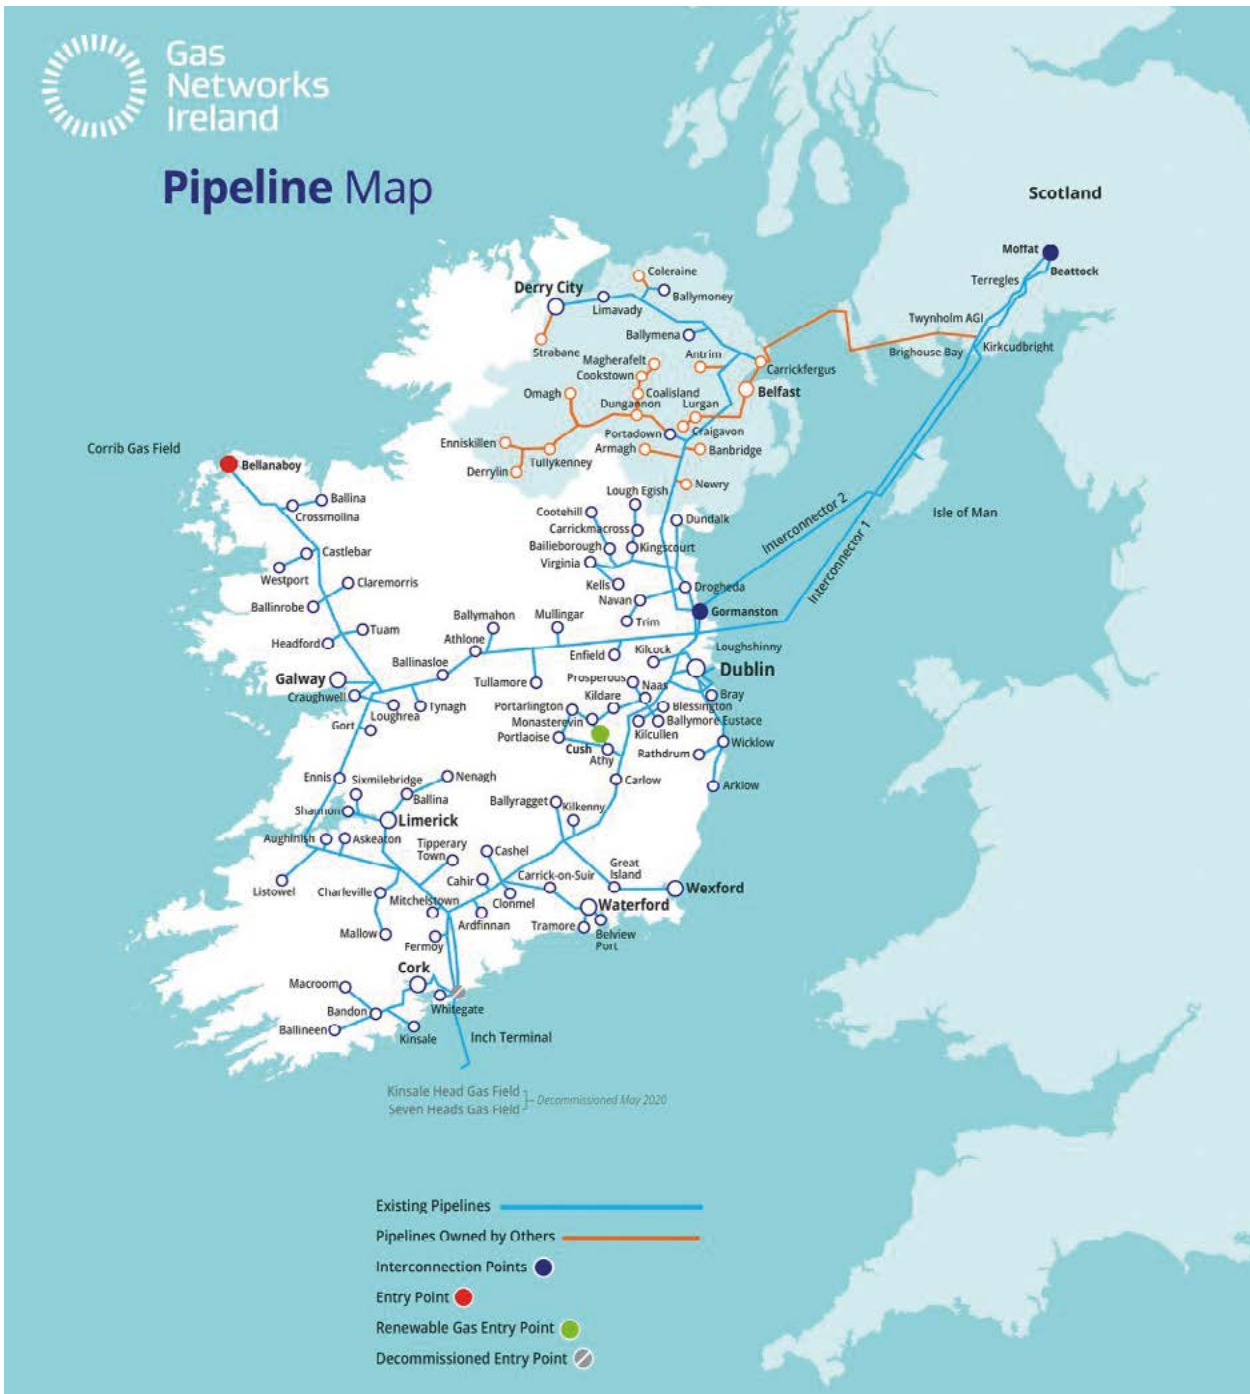 Gas
Networks
Ireland
Pipeline Map
Scotland
Moffat
Beattock
Terregles
Twynholm AGI
Brighouse Bay
Kirkcudbright
Coleraine
Derry City
Ballymoney
Limavady
Ballymena
Strabane
Magherafelt
Antrim
Cookstown
Carrickfergus
Omagh
Coalisland
Belfast
Dungannon
Lurgan
Portadown
Craigavon
Enniskillen
Armagh
Banbridge
Tullykenney
Derrylin
Newry
Corrib Gas Field
Bellanaboy
Ballina
Crossmolina
Lough Egish
Cootehill
Dundalk
Carrickmacross
Bailieborough
Kingscourt
Virginia
Interconnector 2
Isle of Man
Interconnector 1
Castlebar
Westport
Claremorris
Kells
Drogheda
Navan
Ballinrobe
Gormanston
Trim
Ballymahon
Mullingar
Tuam
Headford
Athlone
Enfield
Kilcock
Loughshinny
Ballinasloe
Dublin
Galway
Tullamore
Prosperous
Naas
Craughwell
Kildare
Bray
Loughrea
Tynagh
Portarlington
Blessington
Monasterevin
Ballymore Eustace
Gort
Portlaoise
Kilcullen
Cush
Athy
Rathdrum
Wicklow
Ennis
Sixmilebridge
Nenagh
Carlow
Arklow
Ballina
Ballyragget
Kilkenny
Shannon
Limerick
Aughinish
Askeaton
Tipperary
Town
Cashel
Great
Island
Listowel
Charleville
Cahir
Carrick-on-Suir
Wexford
Mitchelstown
Clonmel
Waterford
Mallow
Ardfinnan
Tramore
Belview
Port
Fermoy
Cork
Macroom
Whitegate
Bandon
Ballineen
Kinsale
Inch Terminal
Kinsale Head Gas Field
Seven Heads Gas Field
Decommissioned May 2020
Existing Pipelines
Pipelines Owned by Others
Interconnection Points
Entry Point
Renewable Gas Entry Point
Decommissioned Entry Point